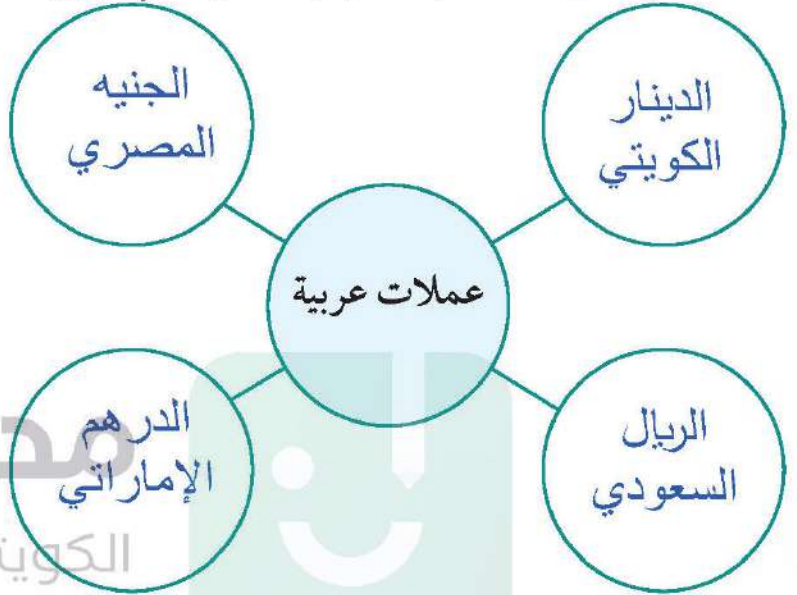 الدينار
الكويتي
الجنيه
المصري
عملات عربية
الريال
السعودي
الدرهم
الإماراتي